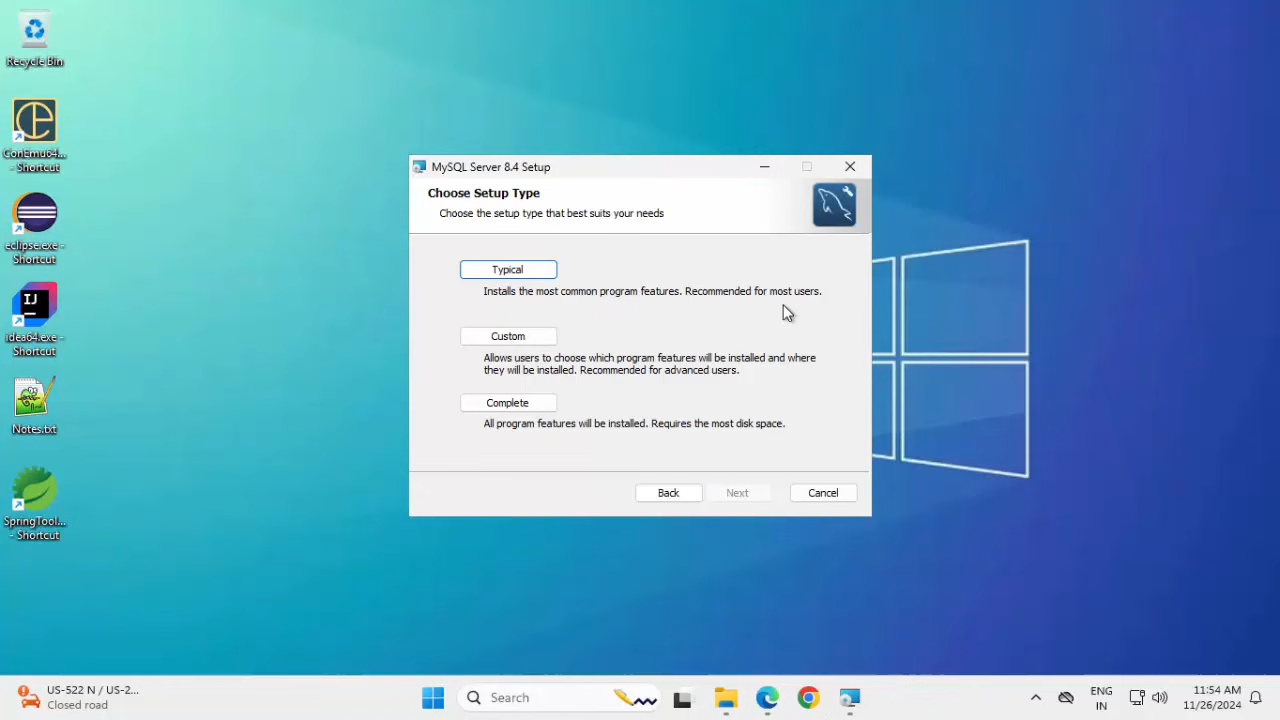 Recycle Bin
ConEmu64...
- Shortcut
eclipse.exe -
Shortcut
IJ
idea64.exe -
Shortcut
Notes.txt
SpringTool...
- Shortcut
MySQL Server 8.4 Setup
Choose Setup Type
Choose the setup type that best suits your needs
Typical
Installs the most common program features. Recommended for most users.
Custom
Allows users to choose which program features will be installed and where
they will be installed. Recommended for advanced users.
Complete
All program features will be installed. Requires the most disk space.
Back
Next
Cancel
US-522 N / US-2...
Closed road
Search
ENG
IN
11:54 AM
11/26/2024